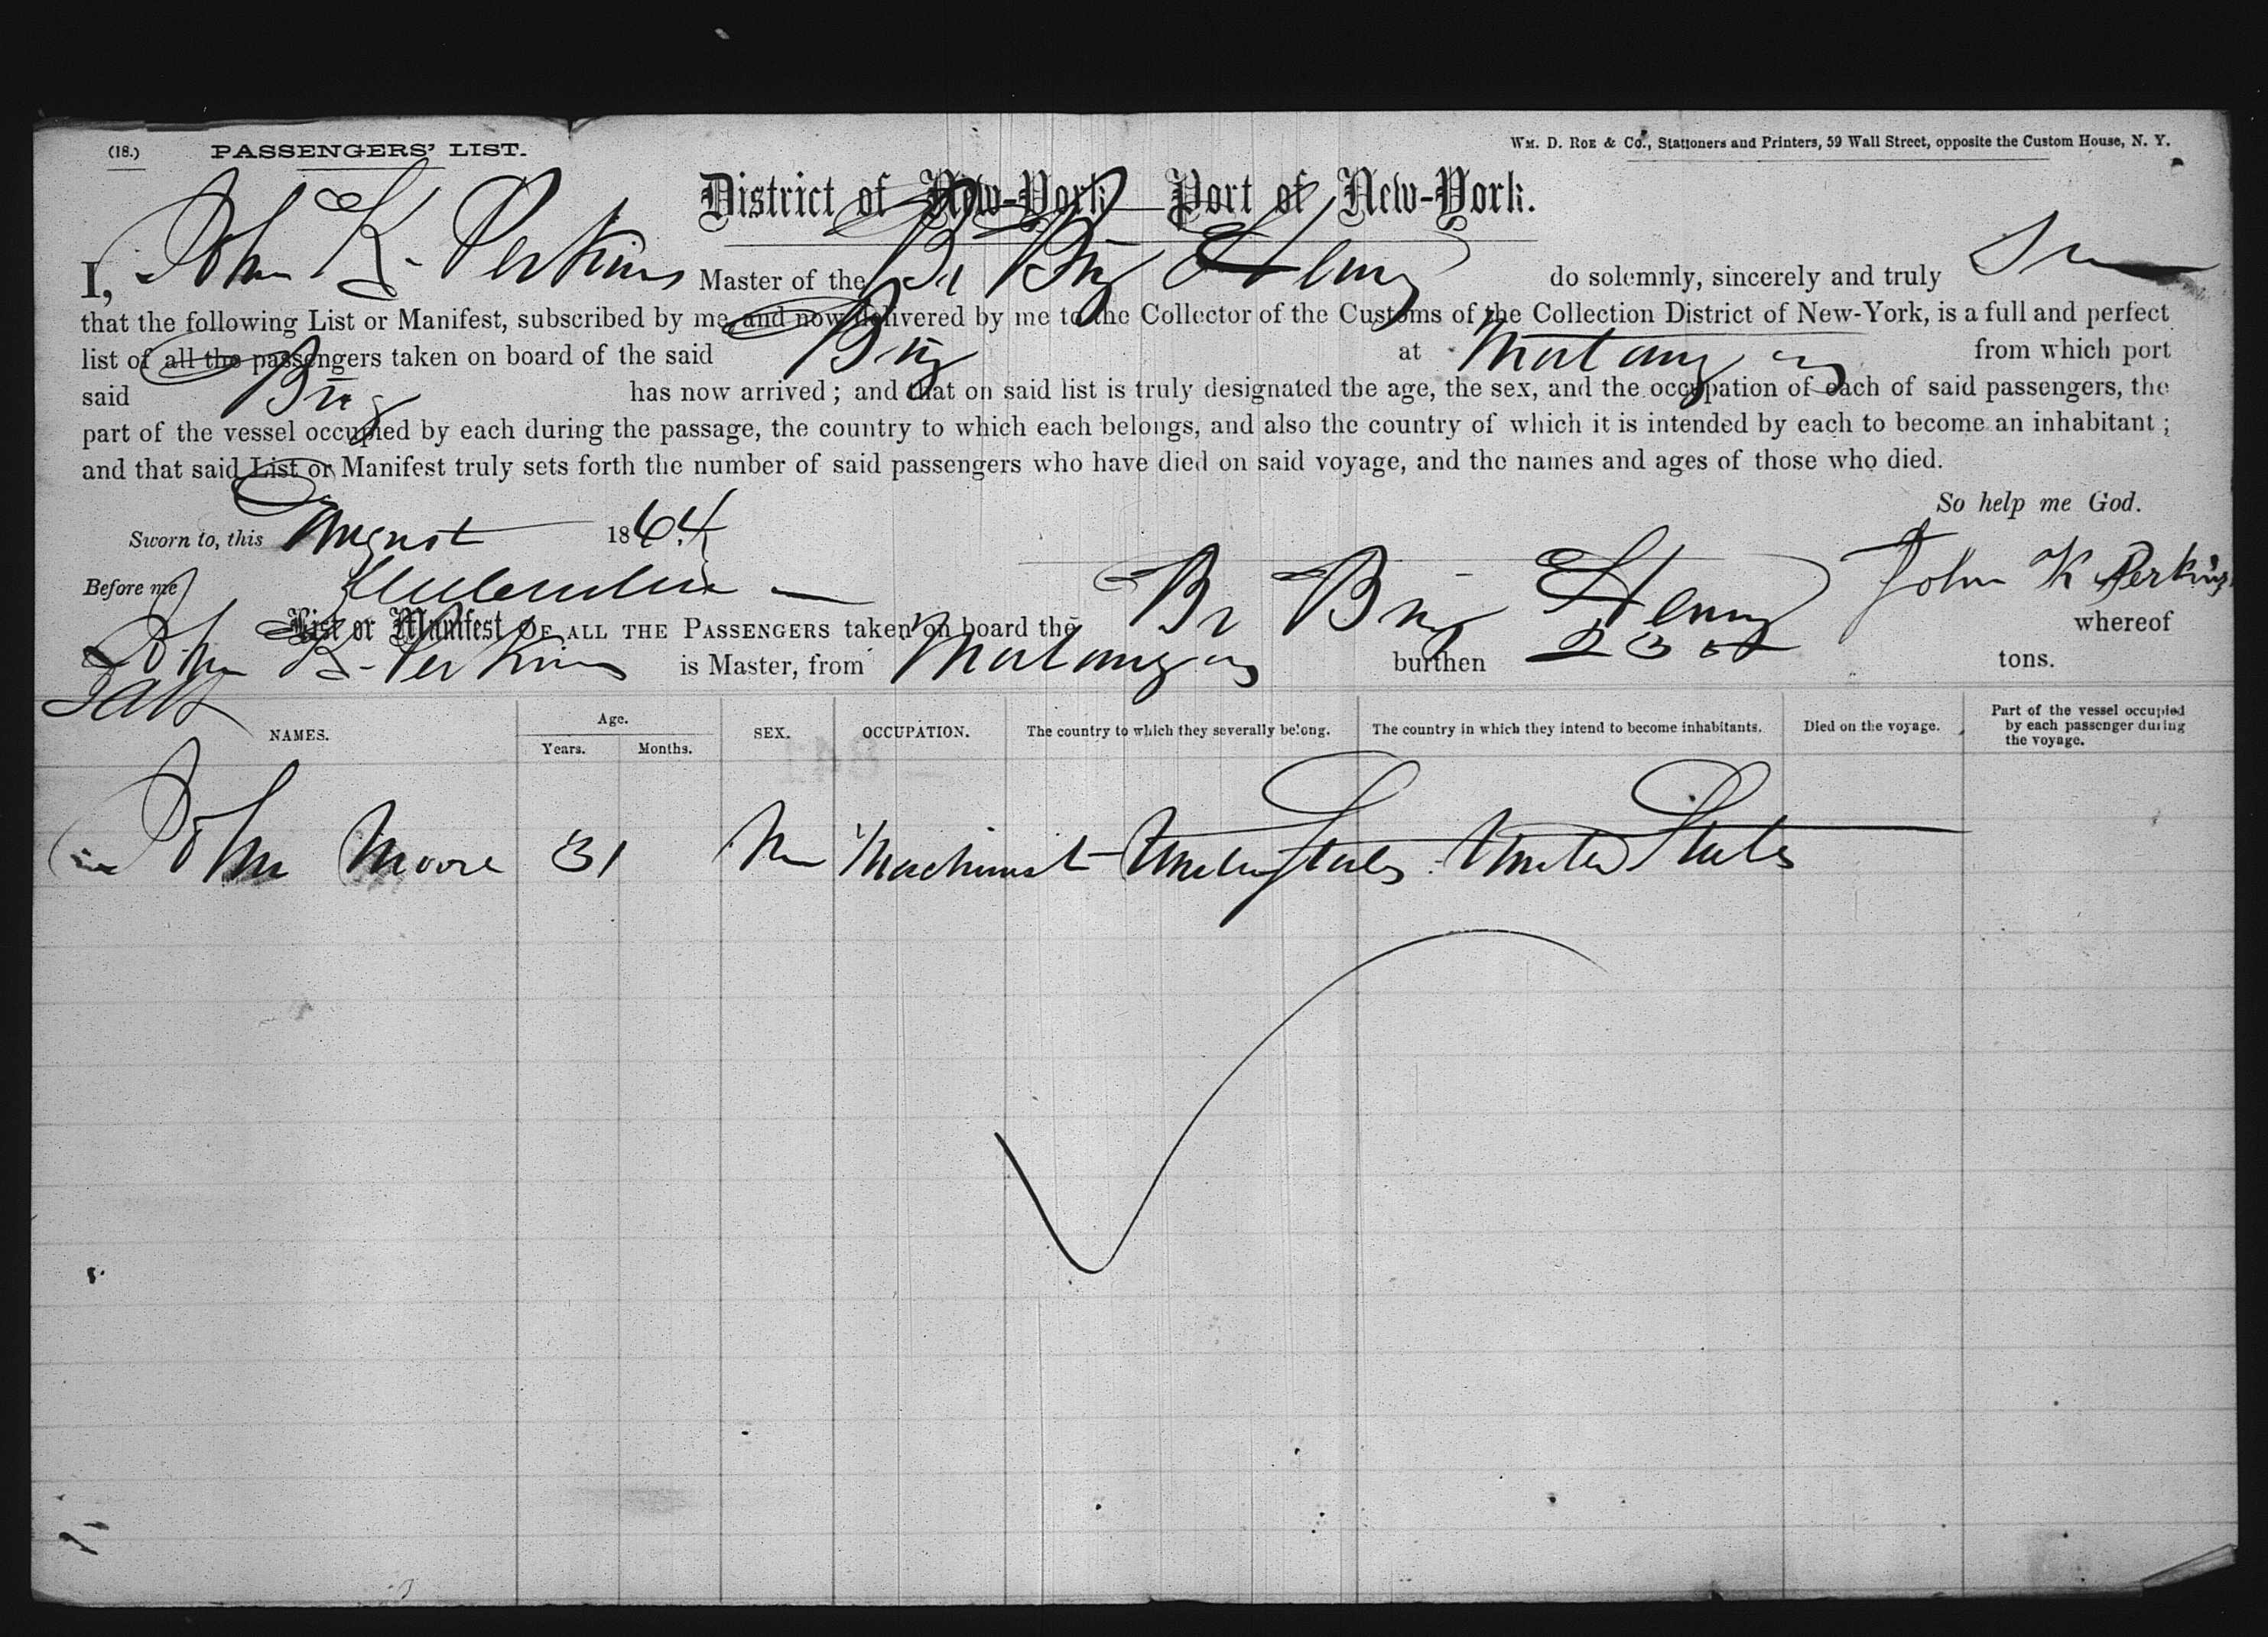 (18.) PASSENGERS' LIST. WM. D. ROE & Co., Stationers and Printers, 59 Wall Street, opposite the Custom House, N. Y.
District of New-York Port of New-York.
I, John K. Perkins Master of the Br Brig Henry do solemnly, sincerely and truly
that the following List or Manifest, subscribed by me and now delivered by me to the Collector of the Customs of the Collection District of New-York, is a full and perfect
list of all the passengers taken on board of the said Brig at Matanzas from which port
said Brig has now arrived; and that on said list is truly designated the age, the sex, and the occupation of each of said passengers, the
part of the vessel occupied by each during the passage, the country to which each belongs, and also the country of which it is intended by each to become an inhabitant;
and that said List or Manifest truly sets forth the number of said passengers who have died on said voyage, and the names and ages of those who died.
So help me God.
Sworn to, this August 1864
Before me John K Perkins
List or Manifest OF ALL THE PASSENGERS taken on board the Br Brig Henry whereof
John K. Perkins is Master, from Matanzas burthen tons.
NAMES. Age. Years. Months. SEX. OCCUPATION. The country to which they severally belong. The country in which they intend to become inhabitants. Died on the voyage. Part of the vessel occupied by each passenger during the voyage.
John Moore 31 M Machinist United States United States